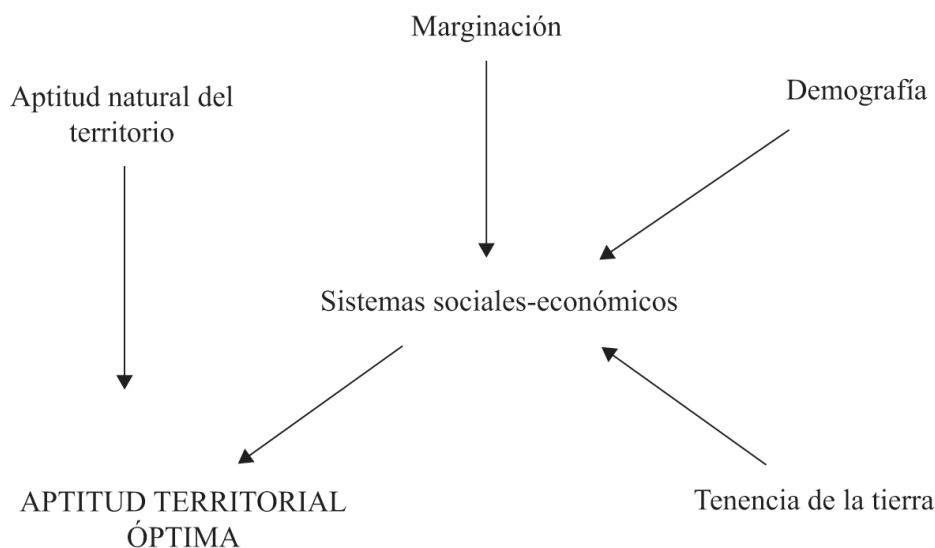 Marginación
Aptitud natural del
territorio
Demografía
Sistemas sociales-económicos
APTITUD TERRITORIAL
ÓPTIMA
Tenencia de la tierra